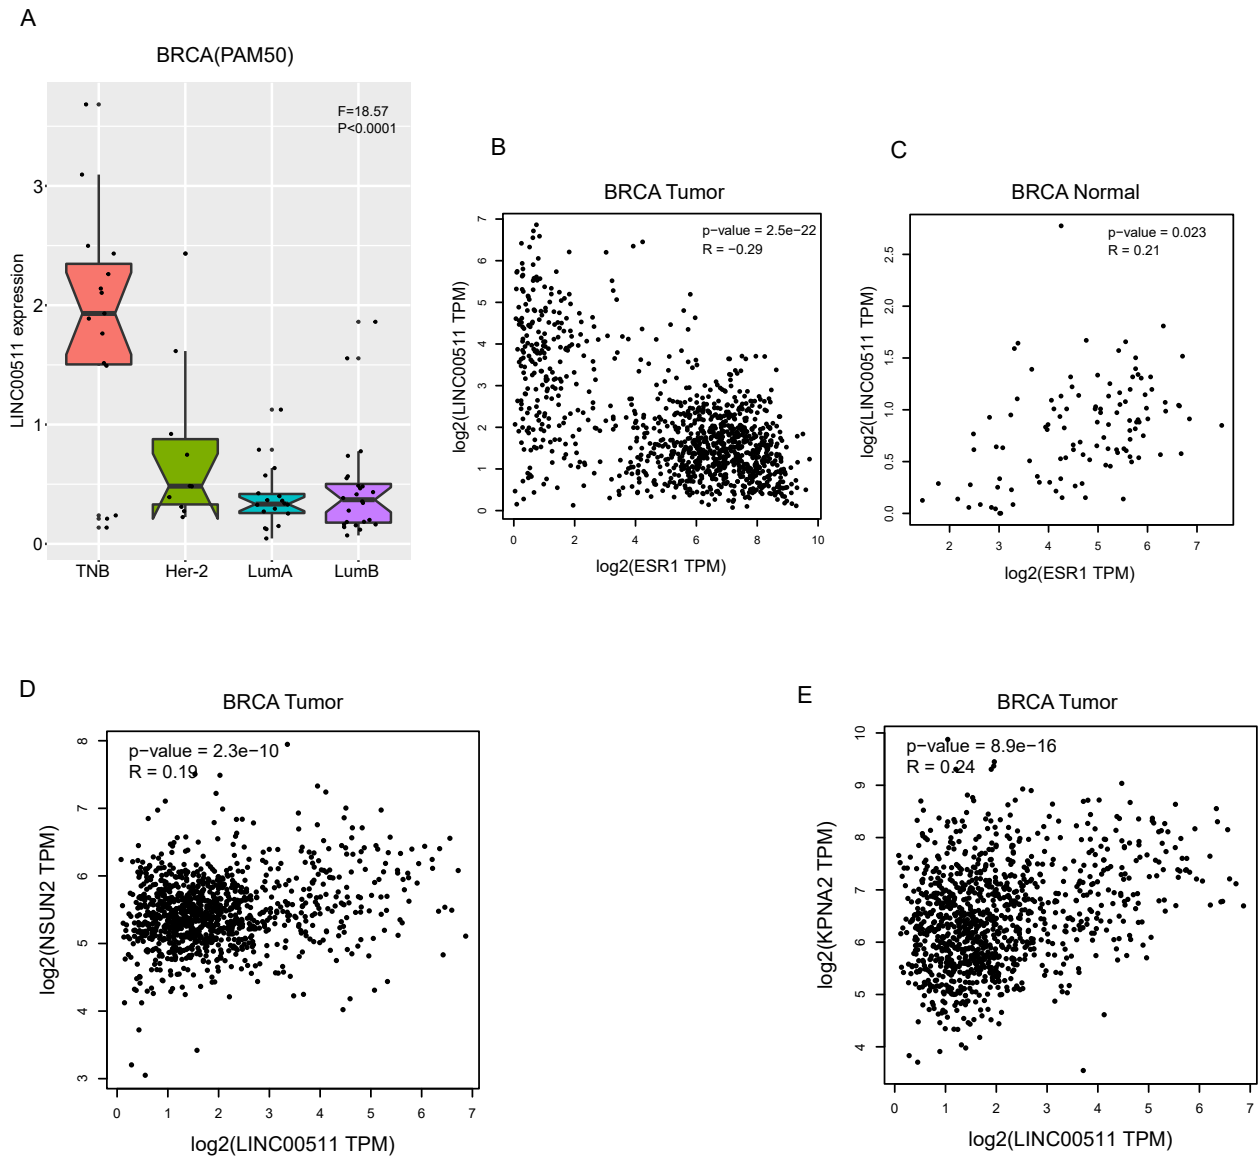 A
BRCA(PAM50)
F=18.57
P<0.0001
LINC00511 expression
3
2
1
0
TNB Her-2 LumA LumB
B
BRCA Tumor
p-value = 2.5e-22
R = -0.29
log2(LINC00511 TPM)
7
6
5
4
3
2
1
0
0 2 4 6 8 10
log2(ESR1 TPM)
C
BRCA Normal
p-value = 0.023
R = 0.21
log2(LINC00511 TPM)
2.5
2.0
1.5
1.0
0.5
0.0
2 3 4 5 6 7
log2(ESR1 TPM)
D
BRCA Tumor
p-value = 2.3e-10
R = 0.19
log2(NSUN2 TPM)
8
7
6
5
4
3
0 1 2 3 4 5 6 7
log2(LINC00511 TPM)
E
BRCA Tumor
p-value = 8.9e-16
R = 0.24
log2(KPNA2 TPM)
10
9
8
7
6
5
4
0 1 2 3 4 5 6 7
log2(LINC00511 TPM)